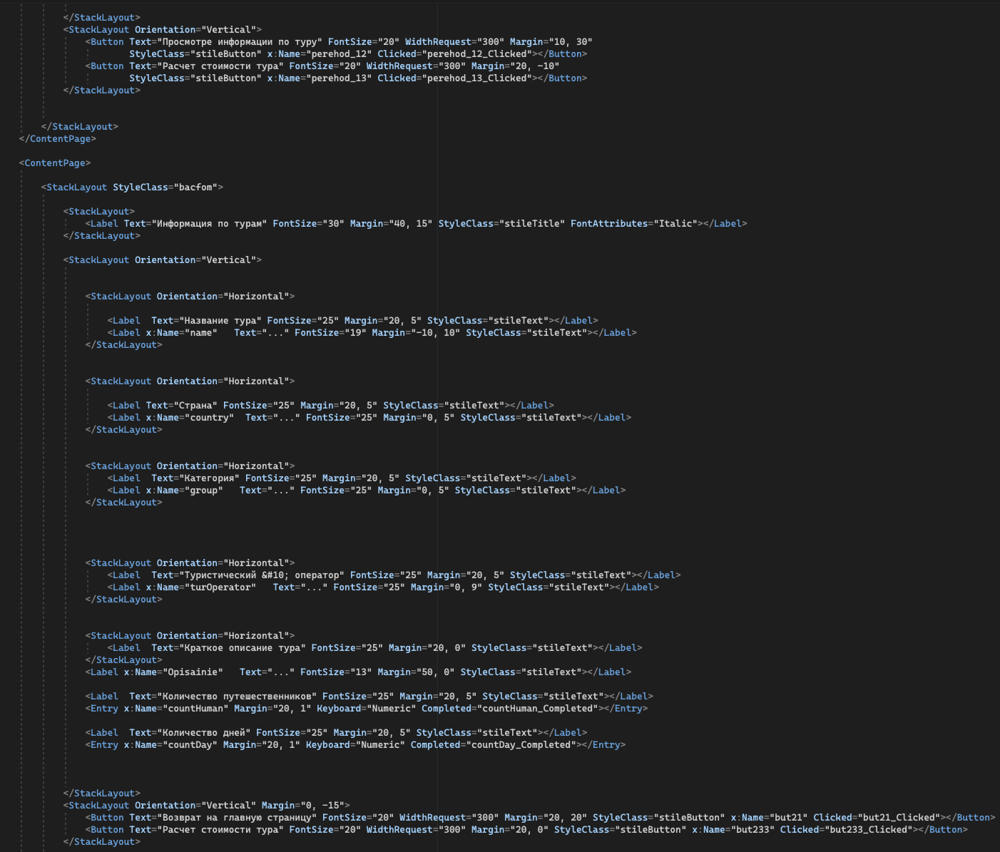 </StackLayout>
<StackLayout Orientation="Vertical">
<Button Text="Просмотре информации по туру" FontSize="20" WidthRequest="300" Margin="10, 30"
StyleClass="stileButton" x:Name="perehod_12" Clicked="perehod_12_Clicked"></Button>
<Button Text="Расчет стоимости тура" FontSize="20" WidthRequest="300" Margin="20, -10"
StyleClass="stileButton" x:Name="perehod_13" Clicked="perehod_13_Clicked"></Button>
</StackLayout>
</StackLayout>
</ContentPage>
<ContentPage>
<StackLayout StyleClass="bacfom">
<StackLayout>
<Label Text="Информация по турам" FontSize="30" Margin="40, 15" StyleClass="stileTitle" FontAttributes="Italic"></Label>
</StackLayout>
<StackLayout Orientation="Vertical">
<StackLayout Orientation="Horizontal">
<Label  Text="Название тура" FontSize="25" Margin="20, 5" StyleClass="stileText"></Label>
<Label x:Name="name"   Text="..." FontSize="19" Margin="-10, 10" StyleClass="stileText"></Label>
</StackLayout>
<StackLayout Orientation="Horizontal">
<Label Text="Страна" FontSize="25" Margin="20, 5" StyleClass="stileText"></Label>
<Label x:Name="country"  Text="..." FontSize="25" Margin="0, 5" StyleClass="stileText"></Label>
</StackLayout>
<StackLayout Orientation="Horizontal">
<Label  Text="Категория" FontSize="25" Margin="20, 5" StyleClass="stileText"></Label>
<Label x:Name="group"   Text="..." FontSize="25" Margin="0, 5" StyleClass="stileText"></Label>
</StackLayout>
<StackLayout Orientation="Horizontal">
<Label  Text="Туристический &#10; оператор" FontSize="25" Margin="20, 5" StyleClass="stileText"></Label>
<Label x:Name="turOperator"   Text="..." FontSize="25" Margin="0, 9" StyleClass="stileText"></Label>
</StackLayout>
<StackLayout Orientation="Horizontal">
<Label  Text="Краткое описание тура" FontSize="25" Margin="20, 0" StyleClass="stileText"></Label>
</StackLayout>
<Label x:Name="Opisainie"   Text="..." FontSize="13" Margin="50, 0" StyleClass="stileText"></Label>
<Label  Text="Количество путешественников" FontSize="25" Margin="20, 5" StyleClass="stileText"></Label>
<Entry x:Name="countHuman" Margin="20, 1" Keyboard="Numeric" Completed="countHuman_Completed"></Entry>
<Label  Text="Количество дней" FontSize="25" Margin="20, 5" StyleClass="stileText"></Label>
<Entry x:Name="countDay" Margin="20, 1" Keyboard="Numeric" Completed="countDay_Completed"></Entry>
</StackLayout>
<StackLayout Orientation="Vertical" Margin="0, -15">
<Button Text="Возврат на главную страницу" FontSize="20" WidthRequest="300" Margin="20, 20" StyleClass="stileButton" x:Name="but21" Clicked="but21_Clicked"></Button>
<Button Text="Расчет стоимости тура" FontSize="20" WidthRequest="300" Margin="20, 0" StyleClass="stileButton" x:Name="but233" Clicked="but233_Clicked"></Button>
</StackLayout>